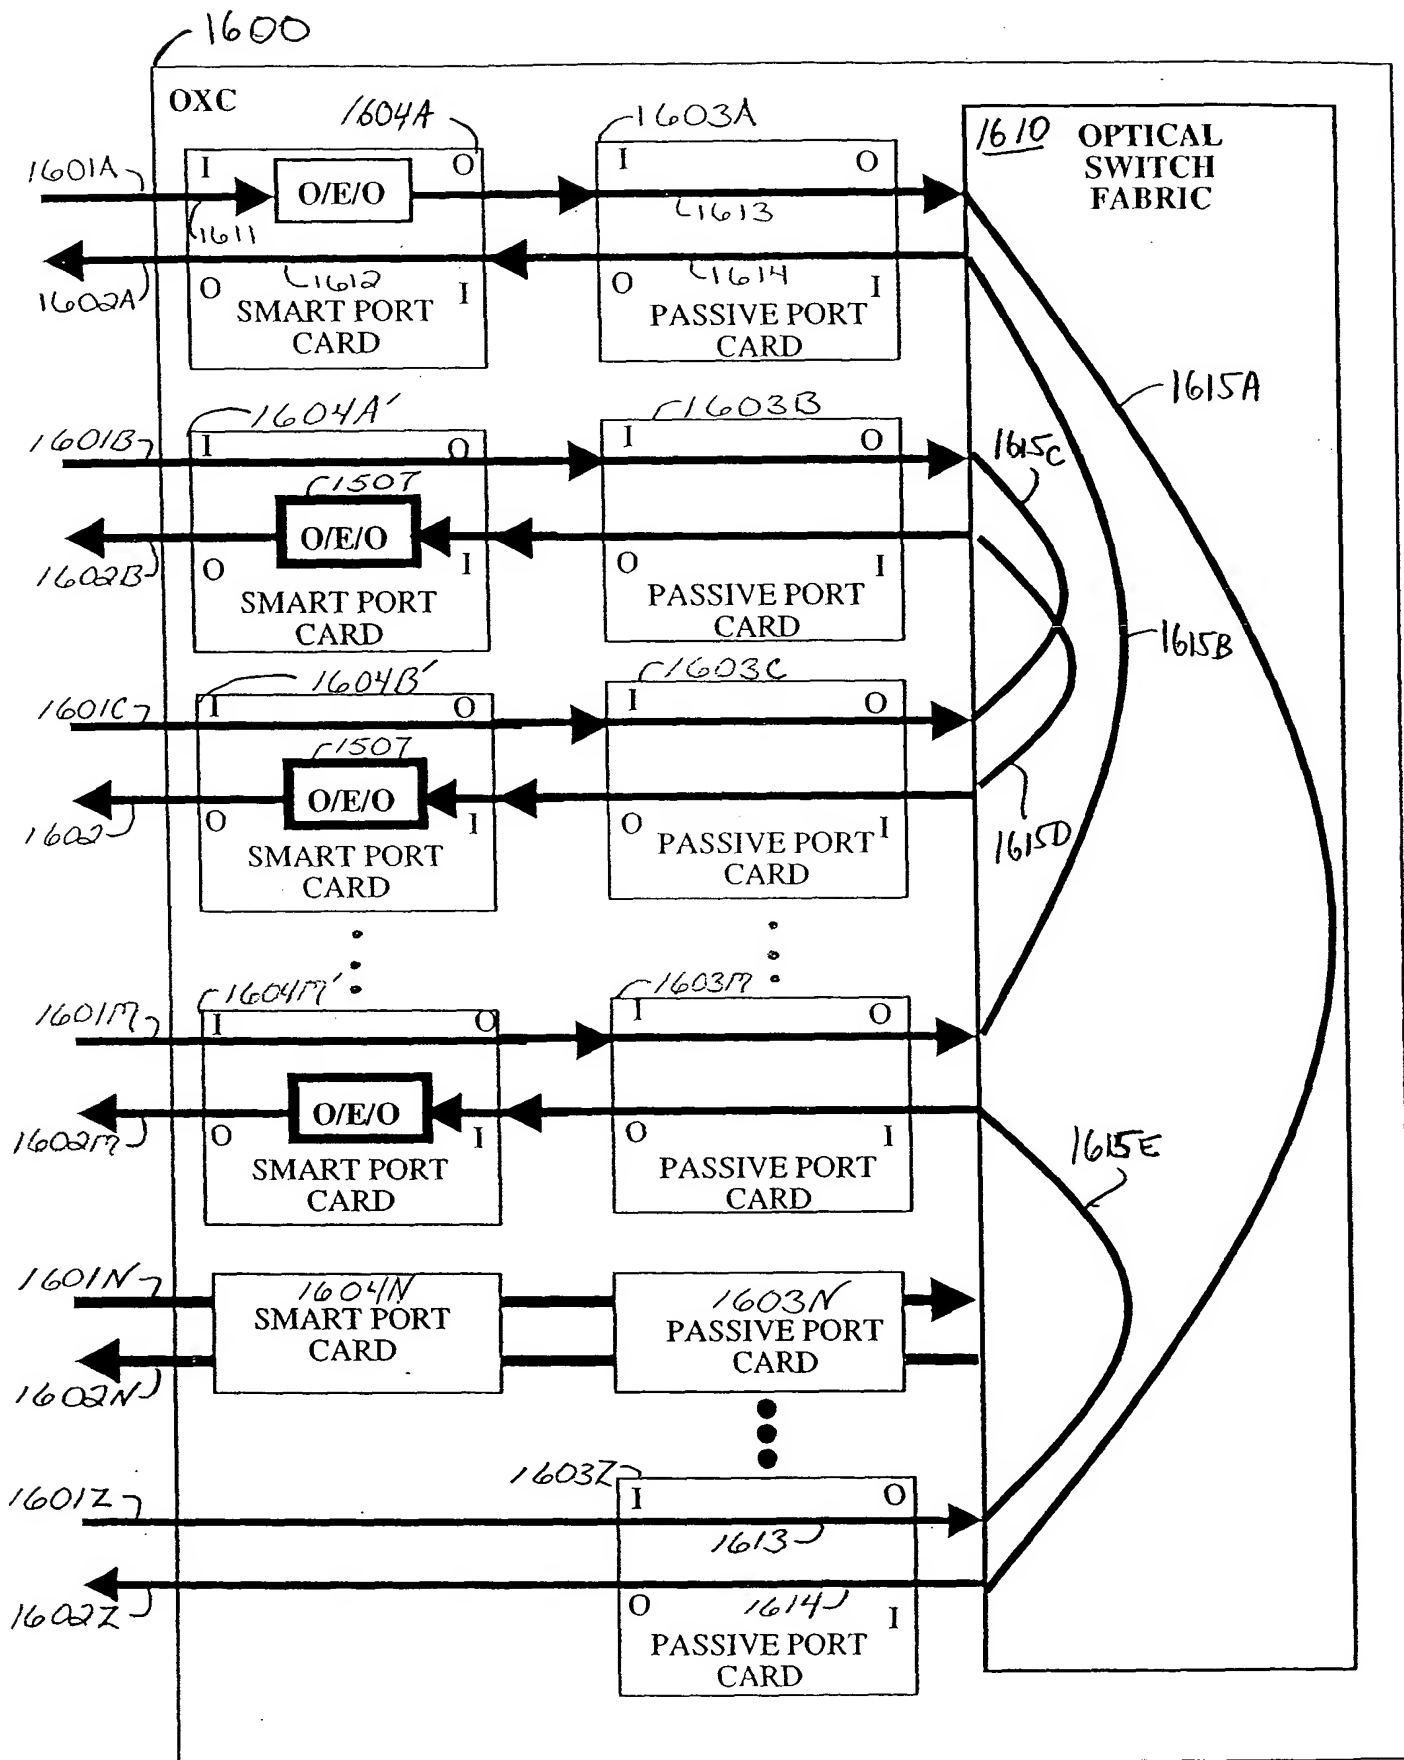 1600
OXC
1604A
1603A
1610 OPTICAL
SWITCH
FABRIC
1601A
I
O/E/O
O
I
O
1611
1613
1602A
O
1612
I
O
1614
I
SMART PORT
CARD
PASSIVE PORT
CARD
1615A
1604A'
1603B
1601B
I
O
I
O
1615C
1507
O/E/O
1602B
O
I
O
I
SMART PORT
CARD
PASSIVE PORT
CARD
1615B
1604B'
1603C
1601C
I
O
I
O
1507
O/E/O
1602
O
I
O
I
SMART PORT
CARD
PASSIVE PORT
CARD
1615D
1604M'
1603M
1601M
I
O
I
O
O/E/O
1602M
O
I
O
I
SMART PORT
CARD
PASSIVE PORT
CARD
1615E
1601N
1604N
SMART PORT
CARD
1603N
PASSIVE PORT
CARD
1602N
1603Z
1601Z
I
O
1613
1602Z
O
1614
I
PASSIVE PORT
CARD